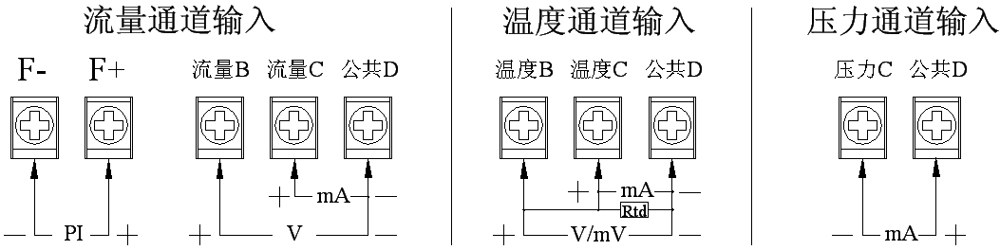 流量通道输入 温度通道输入 压力通道输入
F- F+ 流量B 流量C 公共D 温度B 温度C 公共D 压力C 公共D
+ mA — + mA —
Rtd
— PI + + V — + V/mV — — mA +